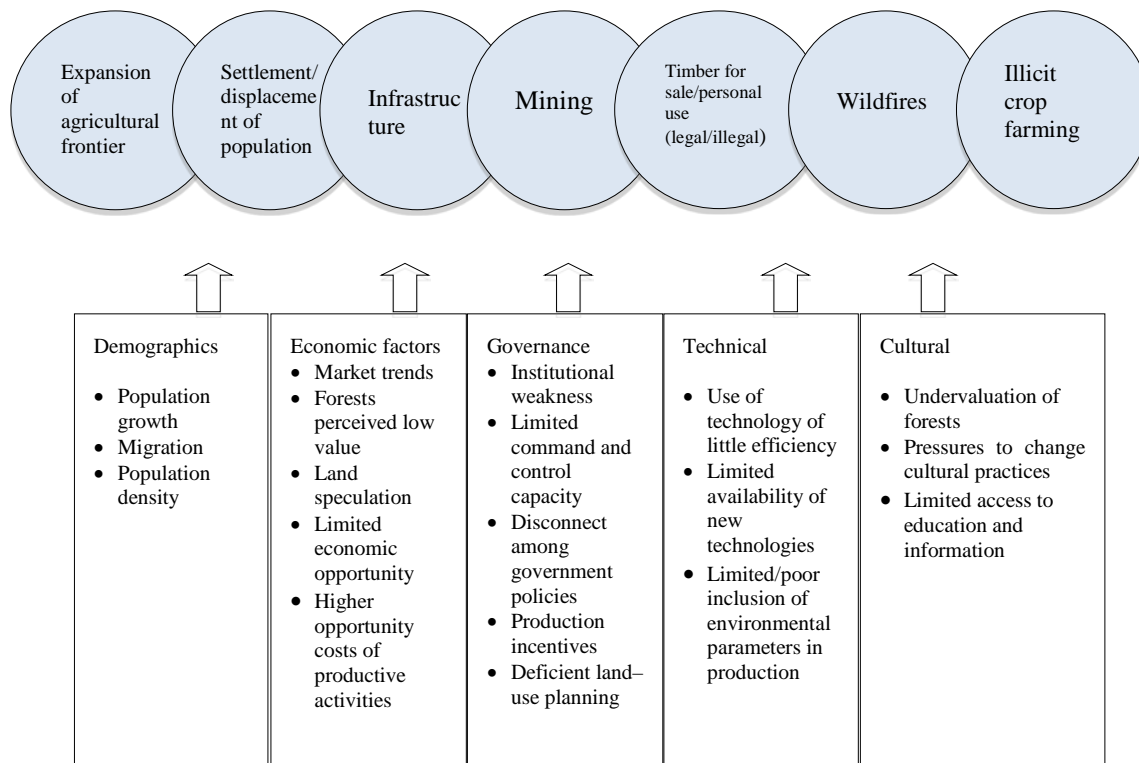 Expansion
of
agricultural
frontier
Settlement/
displaceme
nt of
population
Infrastruc
ture
Mining
Timber for
sale/personal
use
(legal/illegal)
Wildfires
Illicit
crop
farming
Demographics
• Population
growth
• Migration
• Population
density
Economic factors
• Market trends
• Forests
perceived low
value
• Land
speculation
• Limited
economic
opportunity
• Higher
opportunity
costs of
productive
activities
Governance
• Institutional
weakness
• Limited
command and
control
capacity
• Disconnect
among
government
policies
• Production
incentives
• Deficient land–
use planning
Technical
• Use of
technology of
little efficiency
• Limited
availability of
new
technologies
• Limited/poor
inclusion of
environmental
parameters in
production
Cultural
• Undervaluation of
forests
• Pressures to change
cultural practices
• Limited access to
education and
information